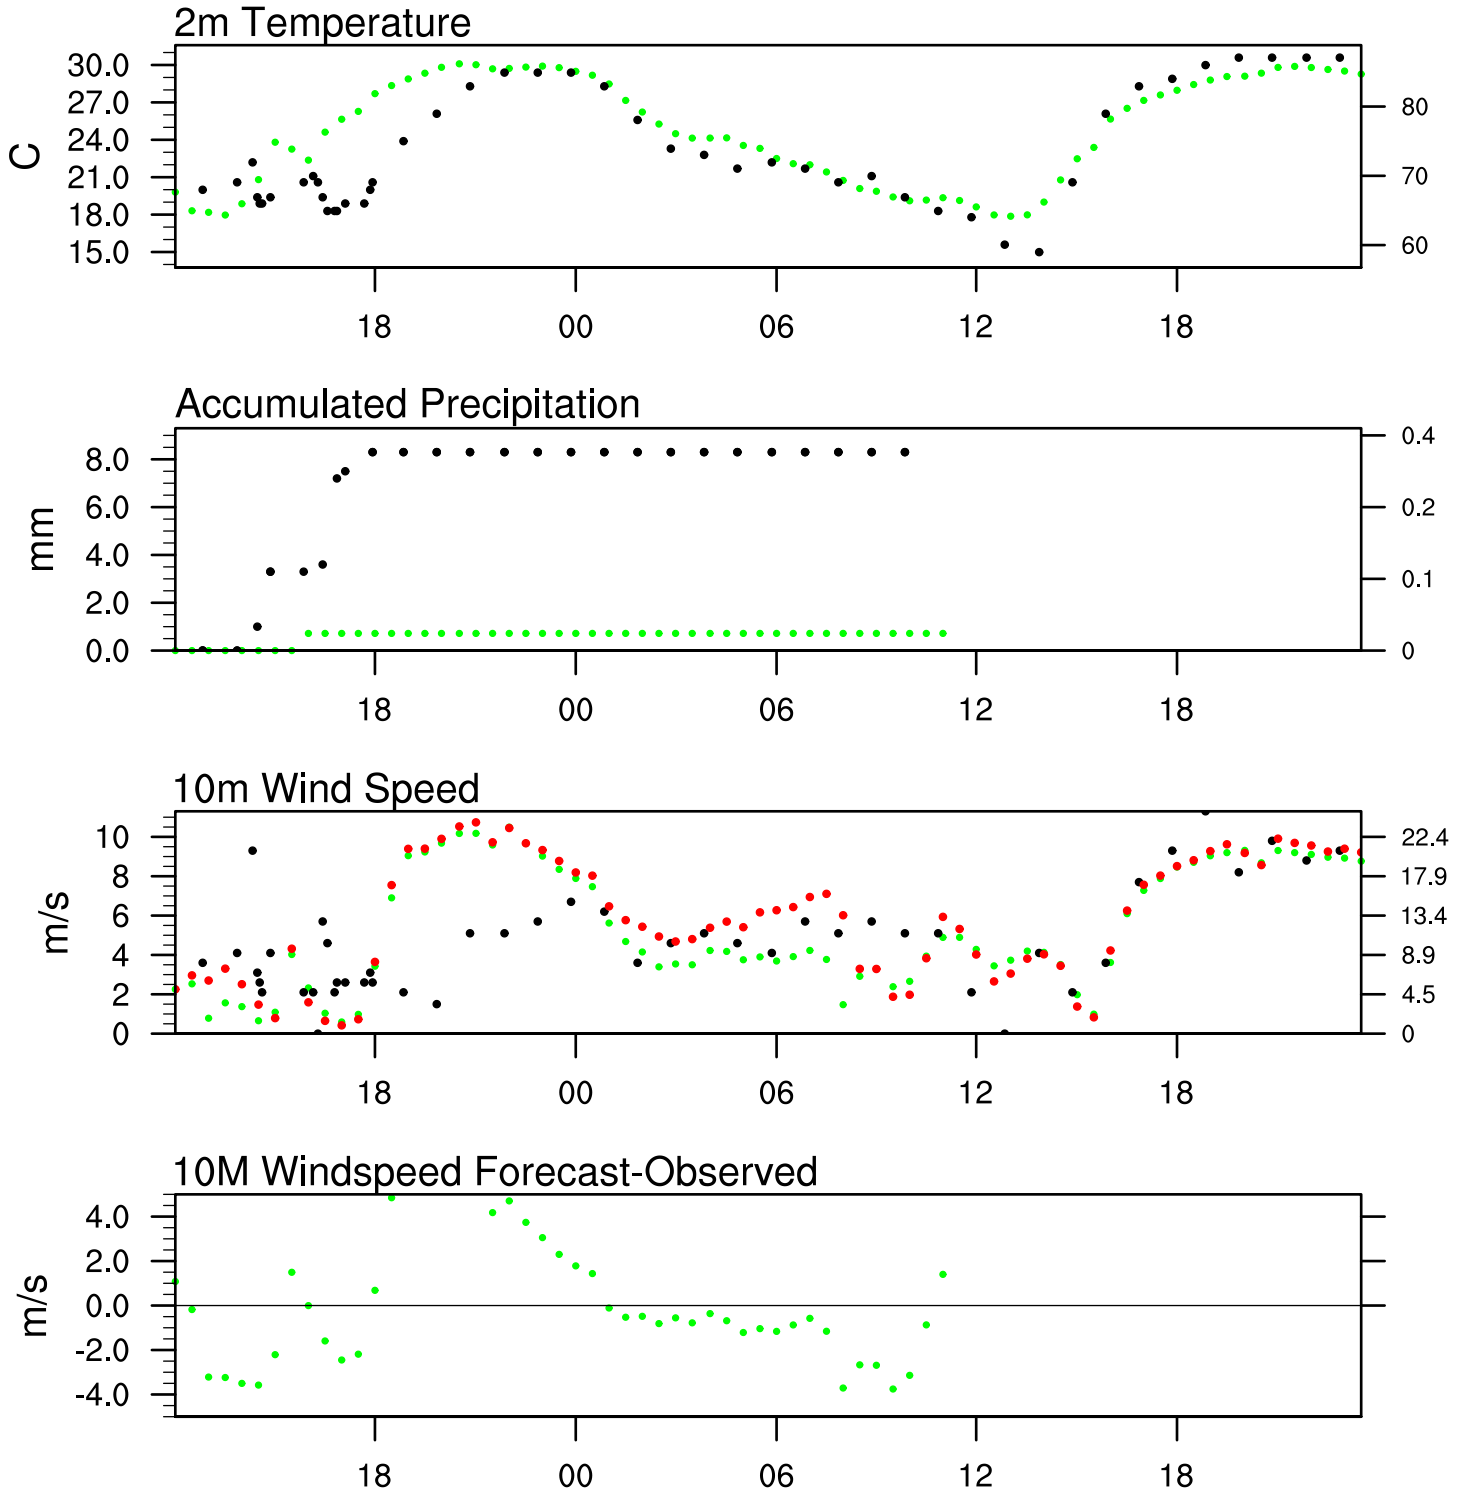 2m Temperature
30.0
27.0
24.0
21.0
18.0
15.0
C
80
70
60
18 00 06 12 18
Accumulated Precipitation
8.0
6.0
4.0
2.0
0.0
mm
0.4
0.2
0.1
0
18 00 06 12 18
10m Wind Speed
10
8
6
4
2
0
m/s
22.4
17.9
13.4
8.9
4.5
0
18 00 06 12 18
10M Windspeed Forecast-Observed
4.0
2.0
0.0
-2.0
-4.0
m/s
18 00 06 12 18